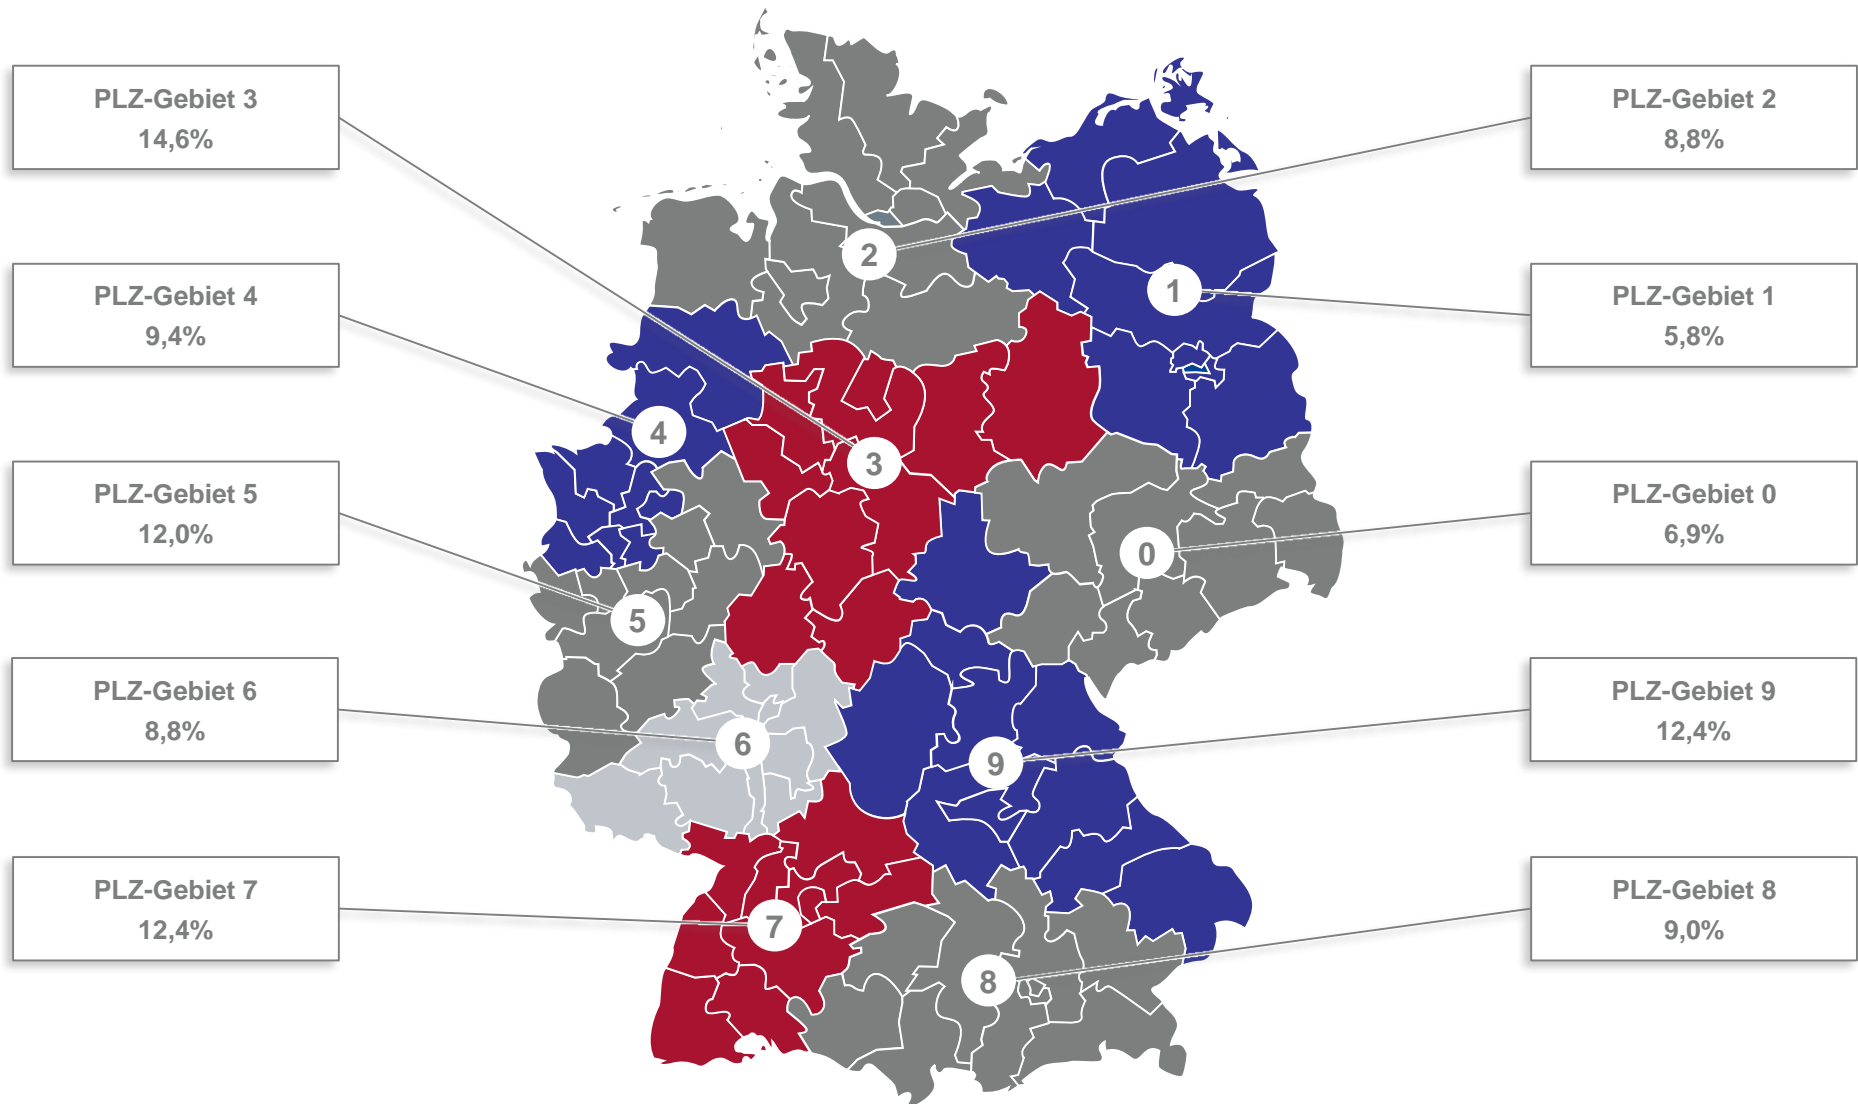 PLZ-Gebiet 3
14,6%
PLZ-Gebiet 4
9,4%
PLZ-Gebiet 5
12,0%
PLZ-Gebiet 6
8,8%
PLZ-Gebiet 7
12,4%
2
1
4
3
0
5
6
9
7
8
PLZ-Gebiet 2
8,8%
PLZ-Gebiet 1
5,8%
PLZ-Gebiet 0
6,9%
PLZ-Gebiet 9
12,4%
PLZ-Gebiet 8
9,0%